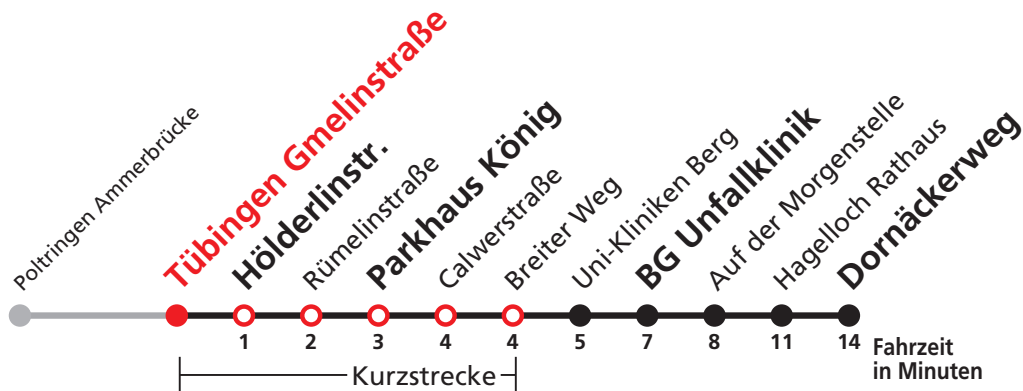 Poltringen Ammerbrücke
Tübingen Gmelinstraße
Hölderlinstr.
Rümelinstraße
Parkhaus König
Calwerstraße
Breiter Weg
Uni-Kliniken Berg
BG Unfallklinik
Auf der Morgenstelle
Hagelloch Rathaus
Dornäckerweg
1 2 3 4 4 5 7 8 11 14 Fahrzeit
in Minuten
Kurzstrecke